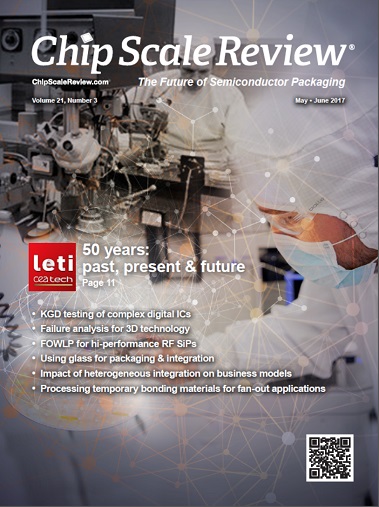 Chip Scale Review®
ChipScaleReview.com
The Future of Semiconductor Packaging
Volume 21, Number 3
May • June 2017
leti
ceatech
50 years:
past, present & future
Page 11
• KGD testing of complex digital ICs
• Failure analysis for 3D technology
• FOWLP for hi-performance RF SiPs
• Using glass for packaging & integration
• Impact of heterogeneous integration on business models
• Processing temporary bonding materials for fan-out applications